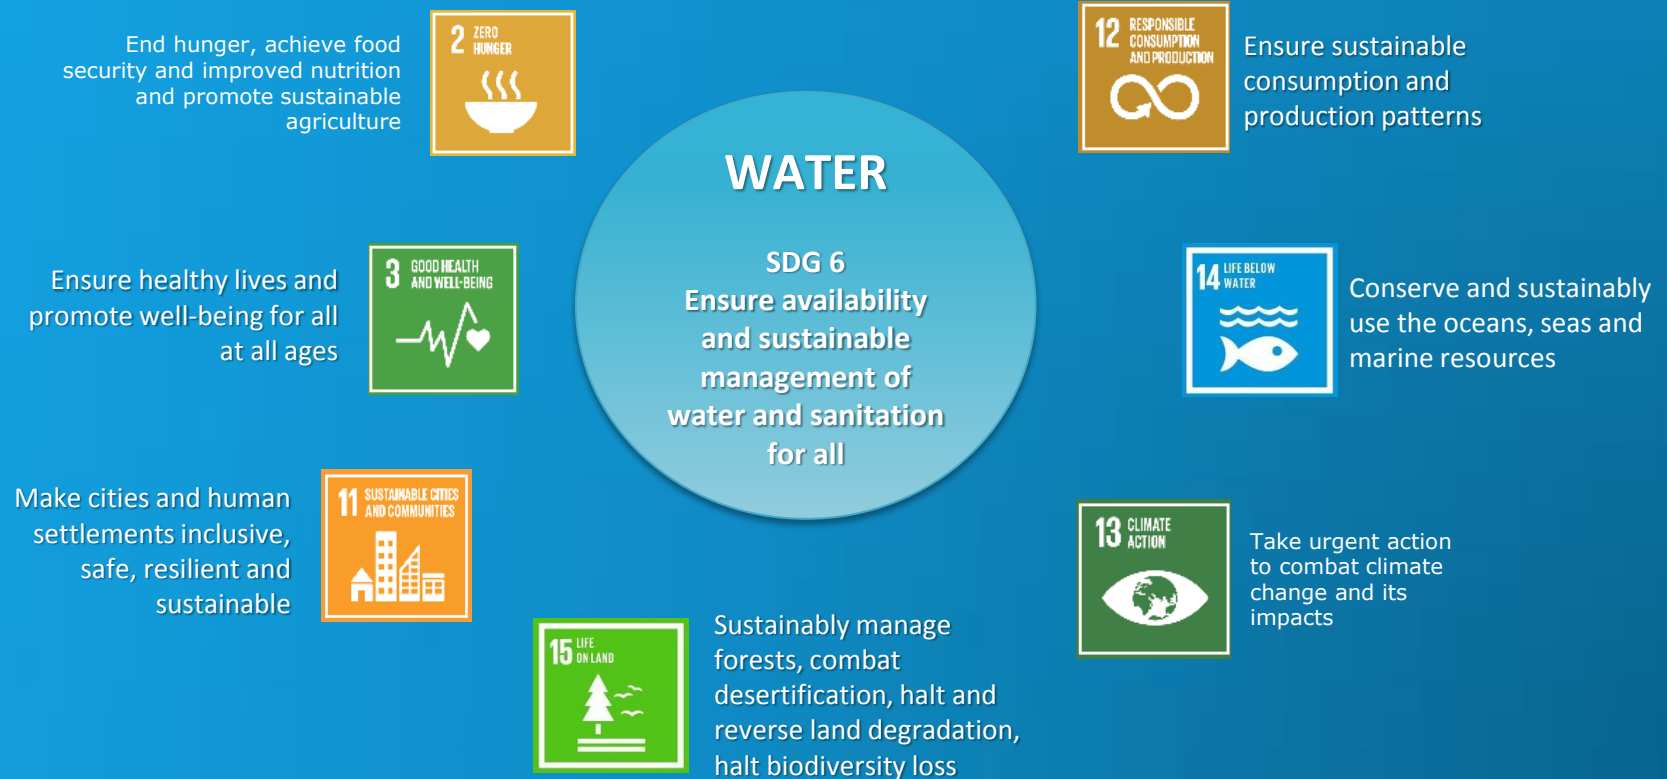 End hunger, achieve food
security and improved nutrition
and promote sustainable
agriculture
2 ZERO
HUNGER
12 RESPONSIBLE
CONSUMPTION
AND PRODUCTION
Ensure sustainable
consumption and
production patterns
WATER
SDG 6
Ensure availability
and sustainable
management of
water and sanitation
for all
Ensure healthy lives and
promote well-being for all
at all ages
3 GOOD HEALTH
AND WELL-BEING
14 LIFE BELOW
WATER
Conserve and sustainably
use the oceans, seas and
marine resources
Make cities and human
settlements inclusive,
safe, resilient and
sustainable
11 SUSTAINABLE CITIES
AND COMMUNITIES
13 CLIMATE
ACTION
Take urgent action
to combat climate
change and its
impacts
15 LIFE
ON LAND
Sustainably manage
forests, combat
desertification, halt and
reverse land degradation,
halt biodiversity loss